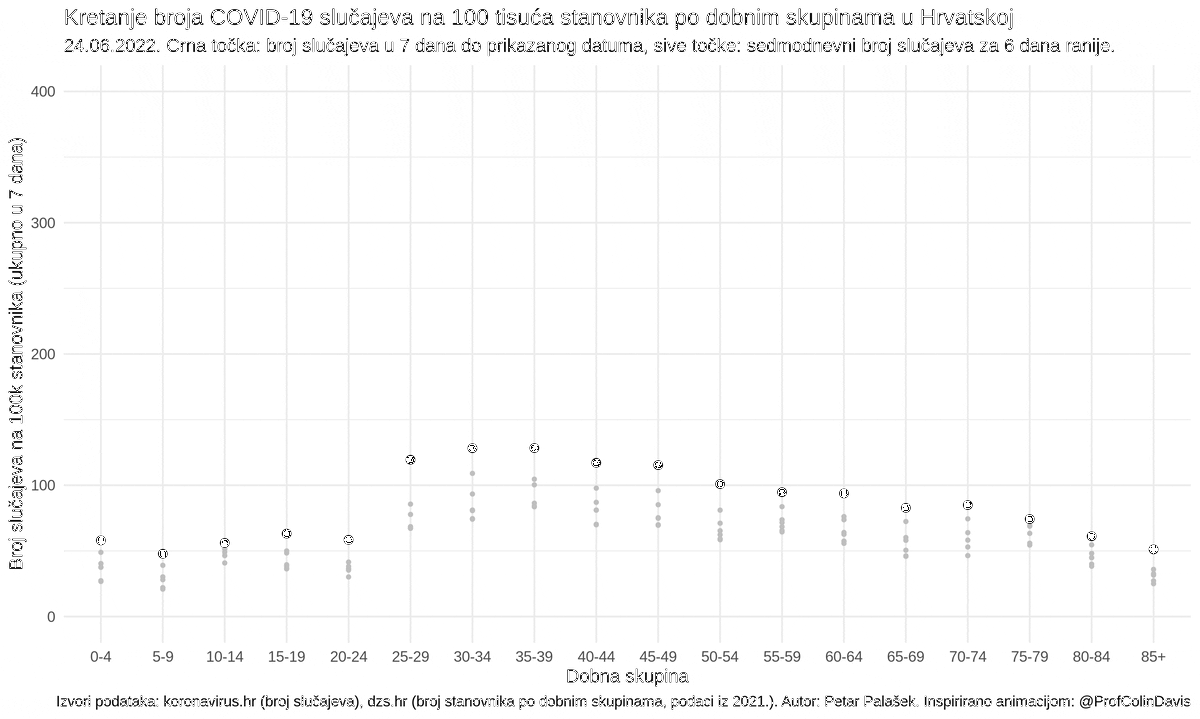 Kretanje broja COVID-19 slučajeva na 100 tisuća stanovnika po dobnim skupinama u Hrvatskoj
24.06.2022. Crna točka: broj slučajeva u 7 dana do prikazanog datuma, sive točke: sedmodnevni broj slučajeva za 6 dana ranije.
Broj slučajeva na 100k stanovnika (ukupno u 7 dana)
400
300
200
100
0
0-4 5-9 10-14 15-19 20-24 25-29 30-34 35-39 40-44 45-49 50-54 55-59 60-64 65-69 70-74 75-79 80-84 85+
Dobna skupina
Izvori podataka: koronavirus.hr (broj slučajeva), dzs.hr (broj stanovnika po dobnim skupinama, podaci iz 2021.). Autor: Petar Palašek. Inspirirano animacijom: @ProfColinDavis